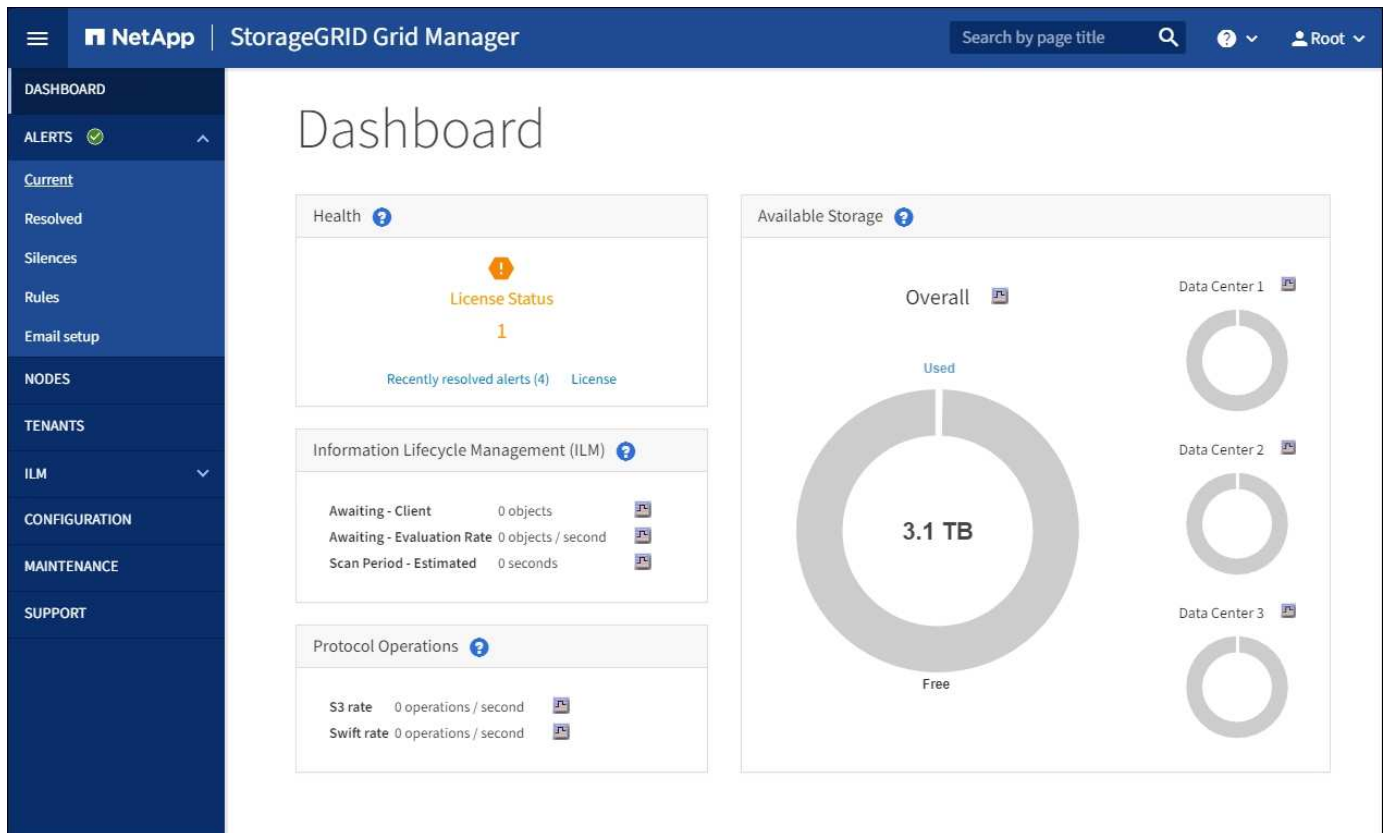 NetApp | StorageGRID Grid Manager
Search by page title
Root
DASHBOARD
ALERTS
Current
Resolved
Silences
Rules
Email setup
NODES
TENANTS
ILM
CONFIGURATION
MAINTENANCE
SUPPORT
Dashboard
Health ?
!
License Status
1
Recently resolved alerts (4) License
Information Lifecycle Management (ILM) ?
Awaiting - Client 0 objects
Awaiting - Evaluation Rate 0 objects / second
Scan Period - Estimated 0 seconds
Protocol Operations ?
S3 rate 0 operations / second
Swift rate 0 operations / second
Available Storage ?
Overall
Used
3.1 TB
Free
Data Center 1
Data Center 2
Data Center 3